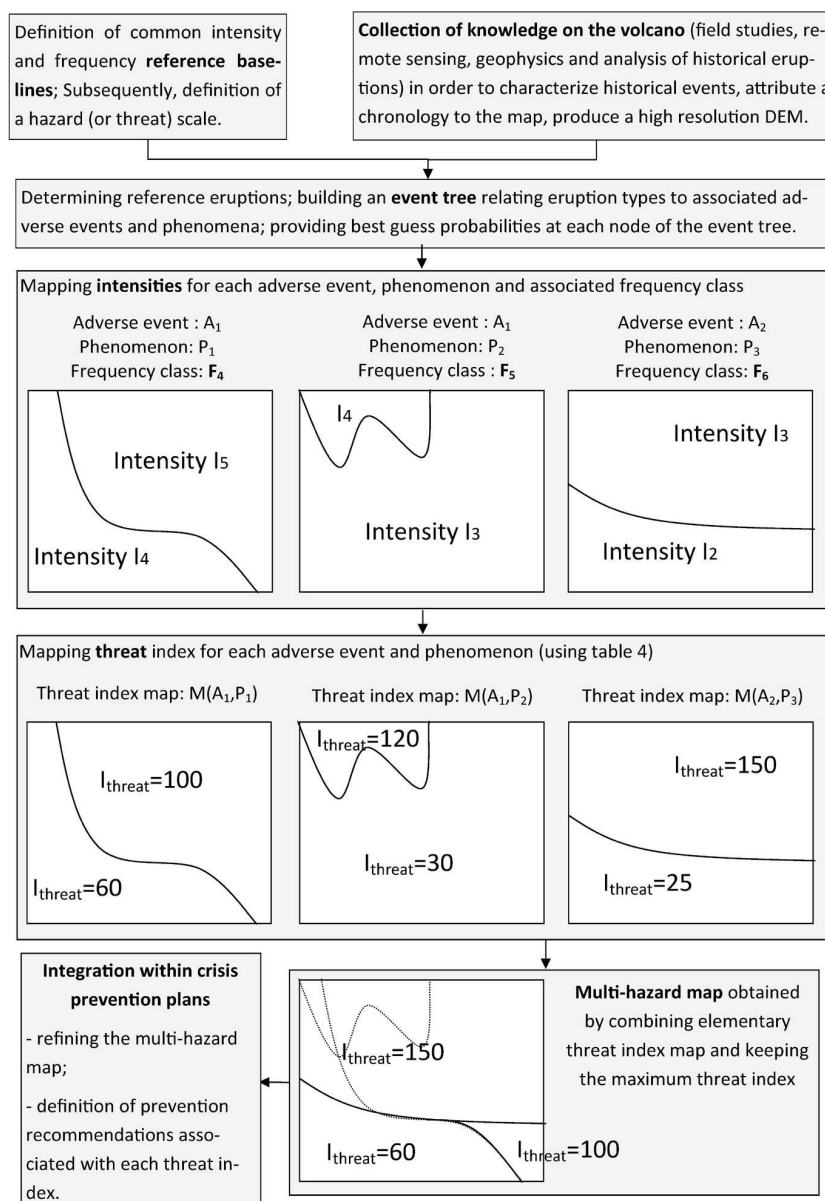 Definition of common intensity
and frequency reference base-
lines; Subsequently, definition of
a hazard (or threat) scale.
Collection of knowledge on the volcano (field studies, re-
mote sensing, geophysics and analysis of historical erup-
tions) in order to characterize historical events, attribute a
chronology to the map, produce a high resolution DEM.
Determining reference eruptions; building an event tree relating eruption types to associated ad-
verse events and phenomena; providing best guess probabilities at each node of the event tree.
Mapping intensities for each adverse event, phenomenon and associated frequency class
Adverse event : A₁
Phenomenon: P₁
Frequency class: F₄
Intensity I₅
Intensity I₄
Adverse event : A₁
Phenomenon: P₂
Frequency class : F₅
I₄
Intensity I₃
Adverse event : A₂
Phenomenon: P₃
Frequency class: F₆
Intensity I₃
Intensity I₂
Mapping threat index for each adverse event and phenomenon (using table 4)
Threat index map: M(A₁,P₁)
I_threat=100
I_threat=60
Threat index map: M(A₁,P₂)
I_threat=120
I_threat=30
Threat index map: M(A₂,P₃)
I_threat=150
I_threat=25
Integration within crisis
prevention plans
- refining the multi-hazard
map;
- definition of prevention
recommendations asso-
ciated with each threat in-
dex.
I_threat=150
I_threat=60
I_threat=100
Multi-hazard map obtained
by combining elementary
threat index map and keeping
the maximum threat index